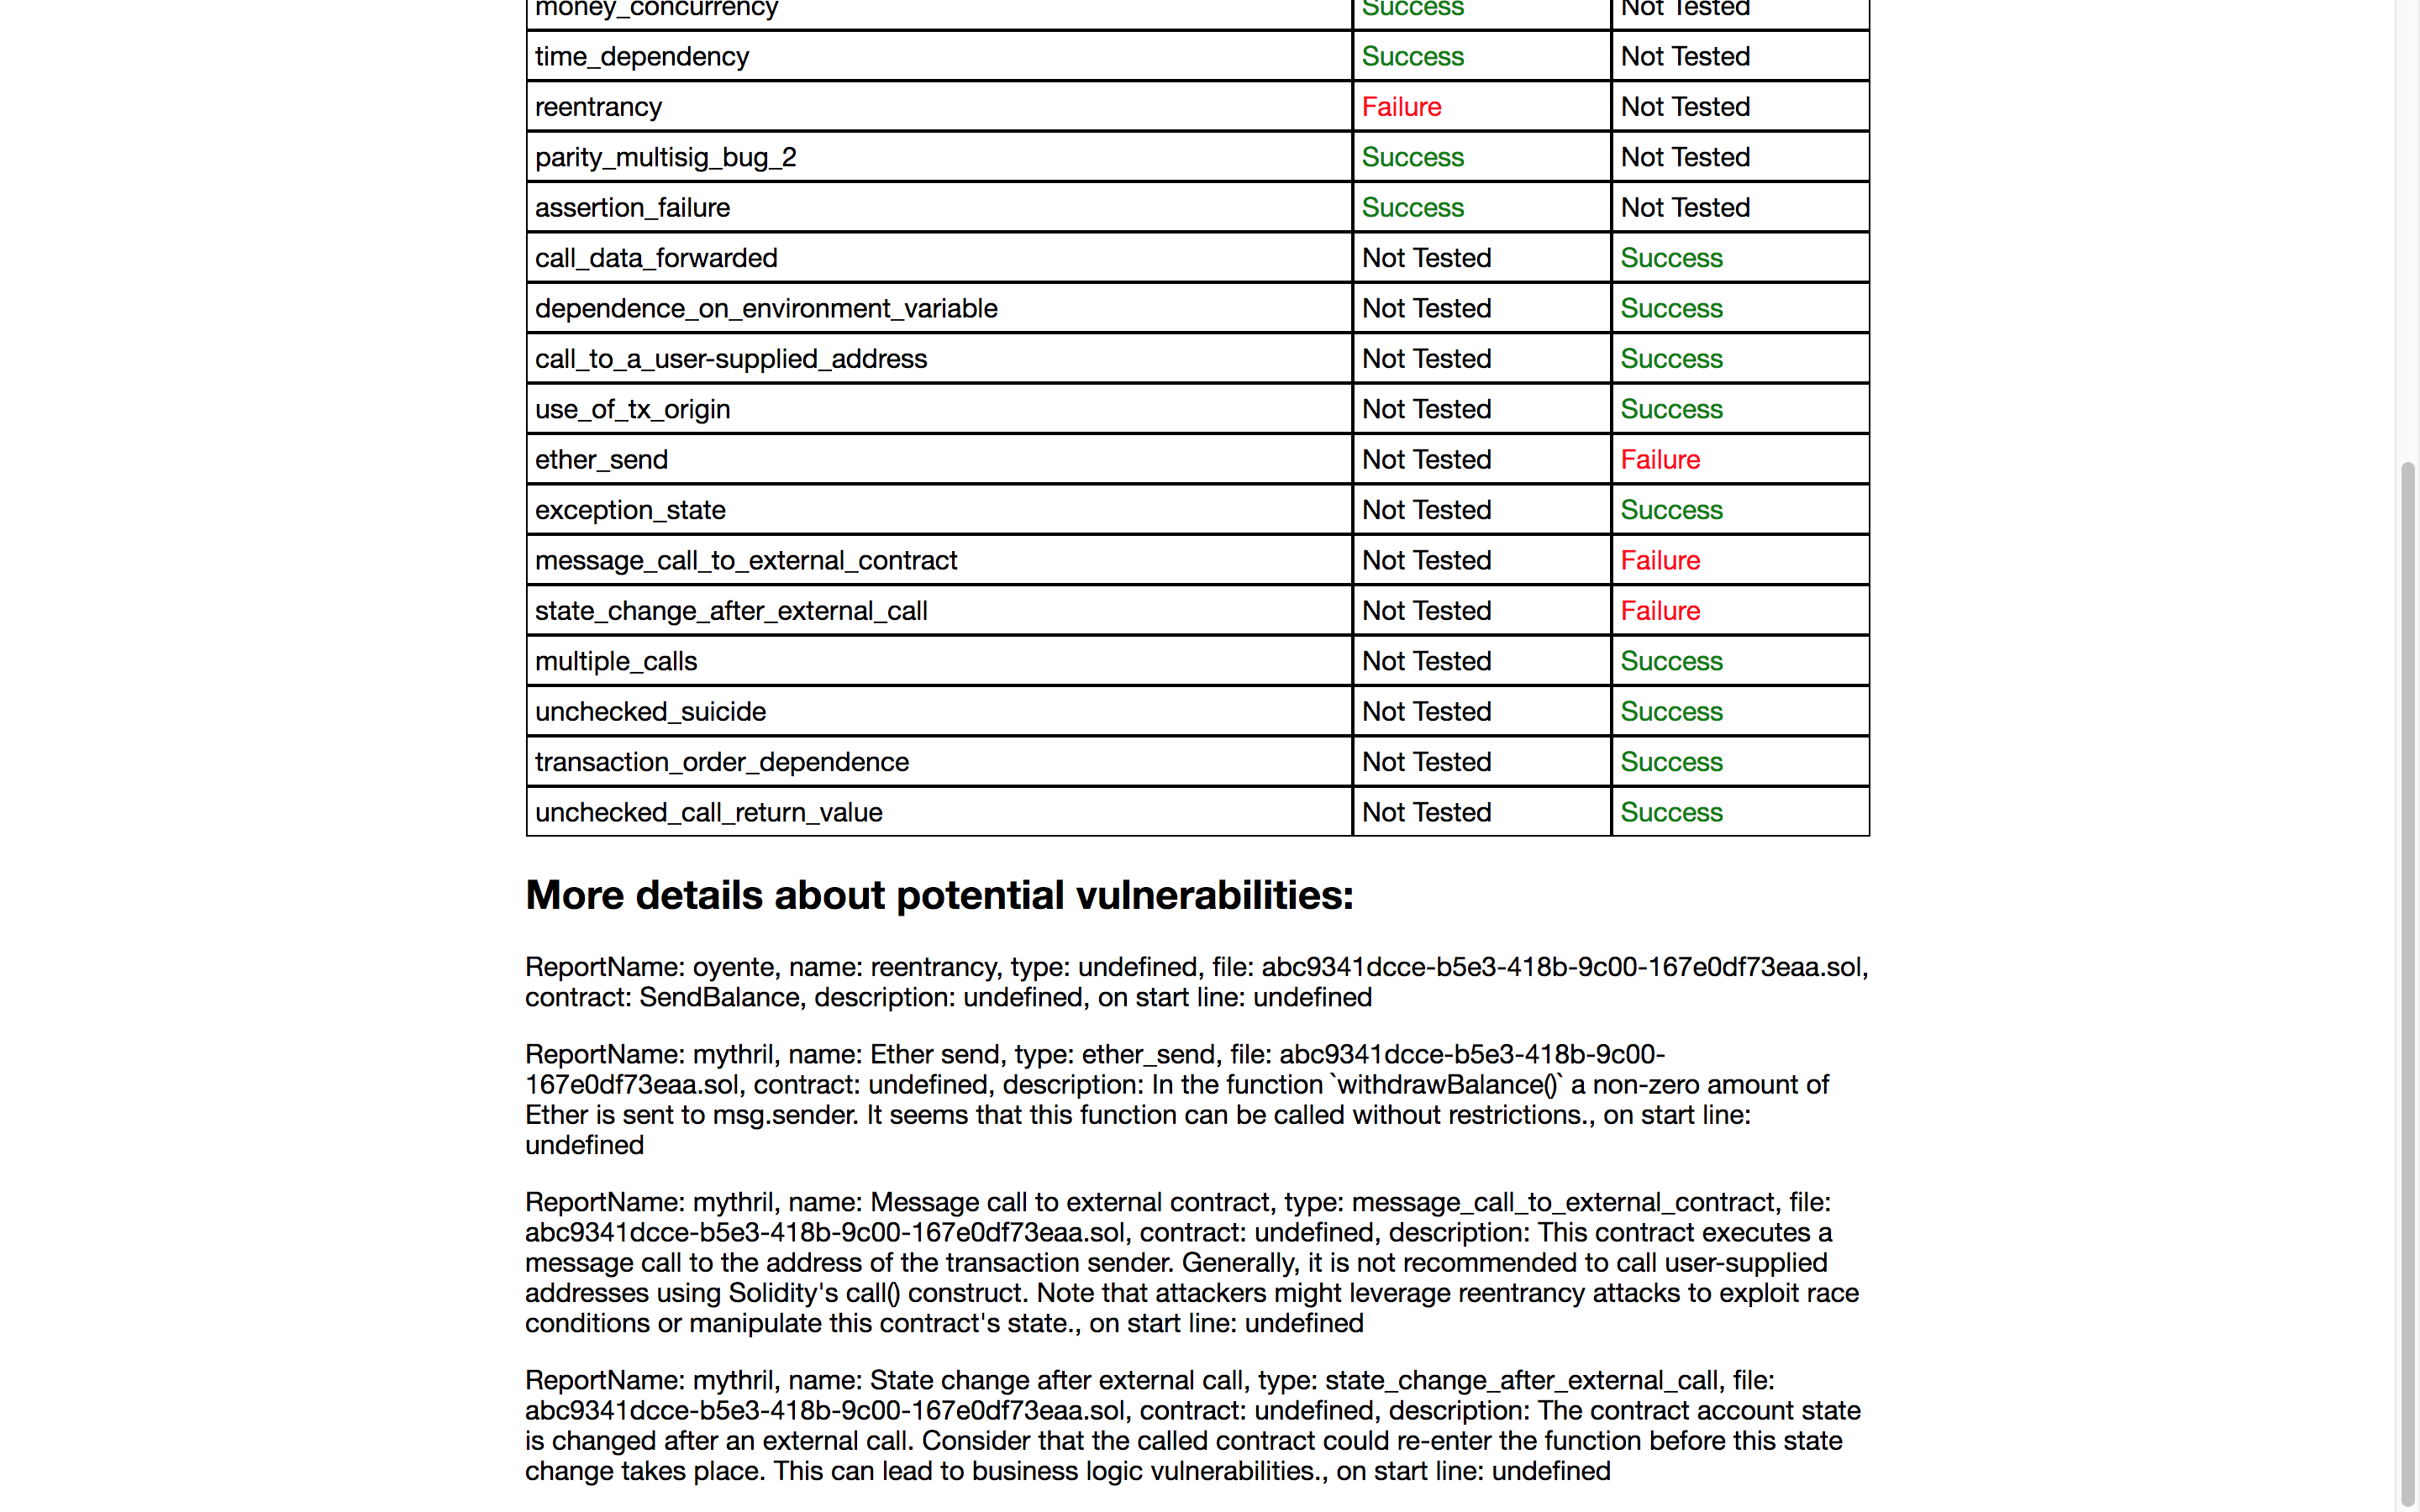 money_concurrency Success Not Tested
time_dependency Success Not Tested
reentrancy Failure Not Tested
parity_multisig_bug_2 Success Not Tested
assertion_failure Success Not Tested
call_data_forwarded Not Tested Success
dependence_on_environment_variable Not Tested Success
call_to_a_user-supplied_address Not Tested Success
use_of_tx_origin Not Tested Success
ether_send Not Tested Failure
exception_state Not Tested Success
message_call_to_external_contract Not Tested Failure
state_change_after_external_call Not Tested Failure
multiple_calls Not Tested Success
unchecked_suicide Not Tested Success
transaction_order_dependence Not Tested Success
unchecked_call_return_value Not Tested Success
More details about potential vulnerabilities:
ReportName: oyente, name: reentrancy, type: undefined, file: abc9341dcce-b5e3-418b-9c00-167e0df73eaa.sol,
contract: SendBalance, description: undefined, on start line: undefined
ReportName: mythril, name: Ether send, type: ether_send, file: abc9341dcce-b5e3-418b-9c00-
167e0df73eaa.sol, contract: undefined, description: In the function `withdrawBalance()` a non-zero amount of
Ether is sent to msg.sender. It seems that this function can be called without restrictions., on start line:
undefined
ReportName: mythril, name: Message call to external contract, type: message_call_to_external_contract, file:
abc9341dcce-b5e3-418b-9c00-167e0df73eaa.sol, contract: undefined, description: This contract executes a
message call to the address of the transaction sender. Generally, it is not recommended to call user-supplied
addresses using Solidity's call() construct. Note that attackers might leverage reentrancy attacks to exploit race
conditions or manipulate this contract's state., on start line: undefined
ReportName: mythril, name: State change after external call, type: state_change_after_external_call, file:
abc9341dcce-b5e3-418b-9c00-167e0df73eaa.sol, contract: undefined, description: The contract account state
is changed after an external call. Consider that the called contract could re-enter the function before this state
change takes place. This can lead to business logic vulnerabilities., on start line: undefined